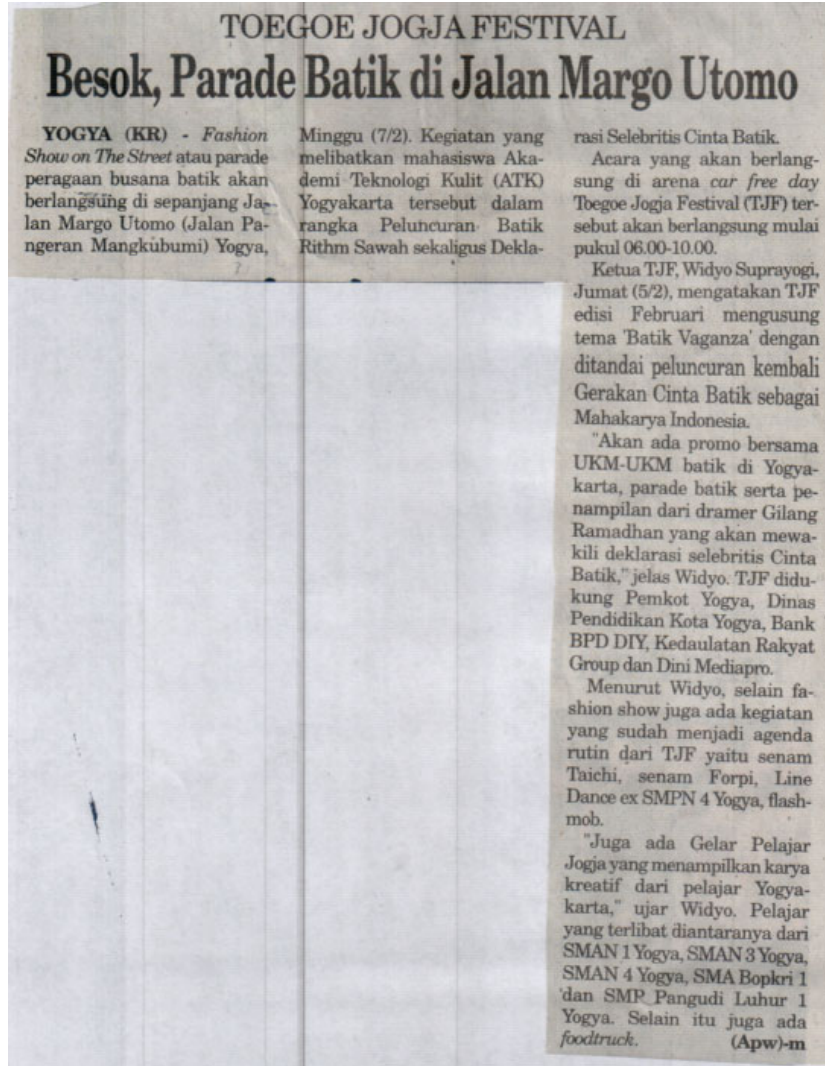 TOEGOE JOGJA FESTIVAL
Besok, Parade Batik di Jalan Margo Utomo
YOGYA (KR) - Fashion
Show on The Street atau parade
peragaan busana batik akan
berlangsung di sepanjang Ja-
lan Margo Utomo (Jalan Pa-
ngeran Mangkubumi) Yogya,
Minggu (7/2). Kegiatan yang
melibatkan mahasiswa Aka-
demi Teknologi Kulit (ATK)
Yogyakarta tersebut dalam
rangka Peluncuran Batik
Rithm Sawah sekaligus Dekla-
rasi Selebritis Cinta Batik.
Acara yang akan berlang-
sung di arena car free day
Toegoe Jogja Festival (TJF) ter-
sebut akan berlangsung mulai
pukul 06.00-10.00.
Ketua TJF, Widyo Suprayogi,
Jumat (5/2), mengatakan TJF
edisi Februari mengusung
tema 'Batik Vaganza' dengan
ditandai peluncuran kembali
Gerakan Cinta Batik sebagai
Mahakarya Indonesia.
"Akan ada promo bersama
UKM-UKM batik di Yogya-
karta, parade batik serta pe-
nampilan dari dramer Gilang
Ramadhan yang akan mewa-
kili deklarasi selebritis Cinta
Batik," jelas Widyo. TJF didu-
kung Pemkot Yogya, Dinas
Pendidikan Kota Yogya, Bank
BPD DIY, Kedaulatan Rakyat
Group dan Dini Mediapro.
Menurut Widyo, selain fa-
shion show juga ada kegiatan
yang sudah menjadi agenda
rutin dari TJF yaitu senam
Taichi, senam Forpi, Line
Dance ex SMPN 4 Yogya, flash-
mob.
"Juga ada Gelar Pelajar
Jogja yang menampilkan karya
kreatif dari pelajar Yogya-
karta," ujar Widyo. Pelajar
yang terlibat diantaranya dari
SMAN 1 Yogya, SMAN 3 Yogya,
SMAN 4 Yogya, SMA Bopkri 1
dan SMP Pangudi Luhur 1
Yogya. Selain itu juga ada
foodtruck. (Apw)-m